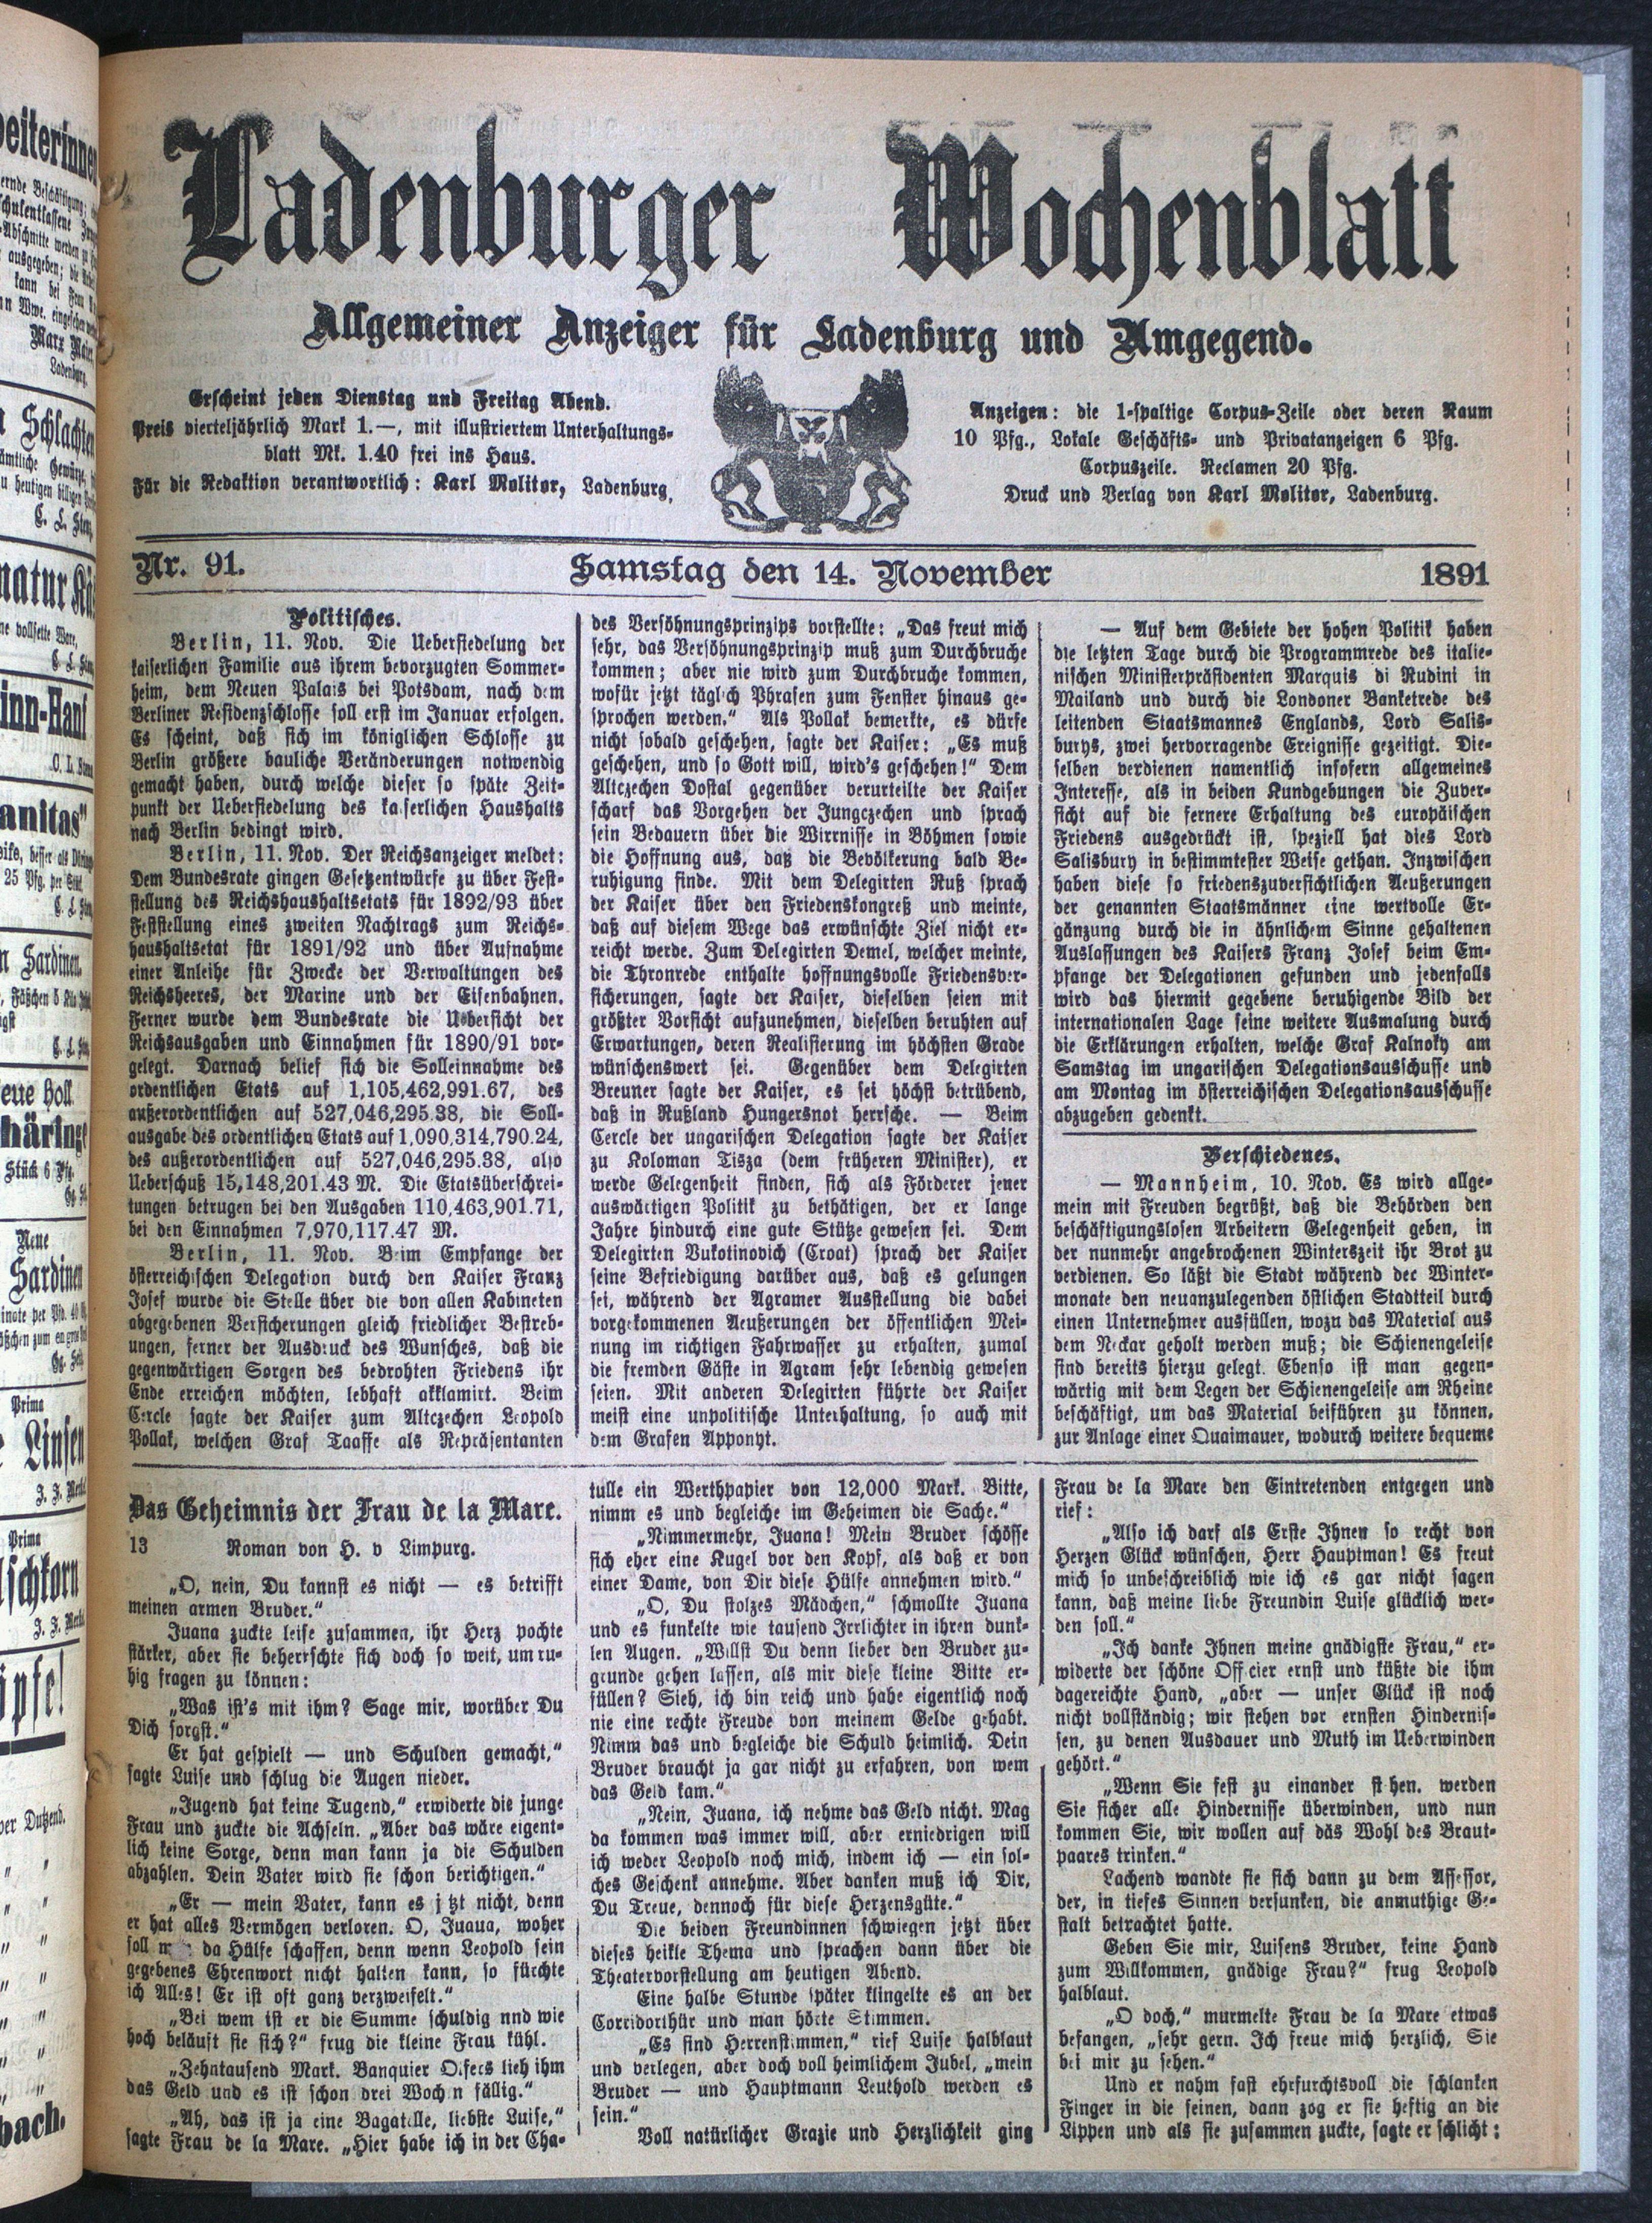 Ladenburger Wochenblatt
Allgemeiner Anzeiger für Ladenburg und Umgegend.
Erscheint jeden Dienstag und Freitag Abend.
Preis vierteljährlich Mark 1.—, mit illustriertem Unterhaltungs-
blatt Mk. 1.40 frei ins Haus.
Für die Redaktion verantwortlich: Karl Molitor, Ladenburg.
Anzeigen: die 1-spaltige Corpus-Zeile oder deren Raum
10 Pfg., Lokale Geschäfts- und Privatanzeigen 6 Pfg.
Corpuszeile. Reclamen 20 Pfg.
Druck und Verlag von Karl Molitor, Ladenburg.
Nr. 91. Samstag den 14. November 1891
Politisches.
Berlin, 11. Nov. Die Uebersiedelung der
kaiserlichen Familie aus ihrem bevorzugten Sommer-
heim, dem Neuen Palais bei Potsdam, nach dem
Berliner Residenzschlosse soll erst im Januar erfolgen.
Es scheint, daß sich im königlichen Schlosse zu
Berlin größere bauliche Veränderungen notwendig
gemacht haben, durch welche dieser so späte Zeit-
punkt der Uebersiedelung des kaiserlichen Haushalts
nach Berlin bedingt wird.
Berlin, 11. Nov. Der Reichsanzeiger meldet:
Dem Bundesrate gingen Gesetzentwürfe zu über Fest-
stellung des Reichshaushaltsetats für 1892/93 über
Feststellung eines zweiten Nachtrags zum Reichs-
haushaltsetat für 1891/92 und über Aufnahme
einer Anleihe für Zwecke der Verwaltungen des
Reichsheeres, der Marine und der Eisenbahnen.
Ferner wurde dem Bundesrate die Uebersicht der
Reichsausgaben und Einnahmen für 1890/91 vor-
gelegt. Darnach belief sich die Solleinnahme des
ordentlichen Etats auf 1,105,462,991.67, des
außerordentlichen auf 527,046,295.38, die Soll-
ausgabe des ordentlichen Etats auf 1,090,314,790.24,
des außerordentlichen auf 527,046,295.38, also
Ueberschuß 15,148,201.43 M. Die Etatsüberschrei-
tungen betrugen bei den Ausgaben 110,463,901.71,
bei den Einnahmen 7,970,117.47 M.
Berlin, 11. Nov. Beim Empfange der
österreichischen Delegation durch den Kaiser Franz
Josef wurde die Stelle über die von allen Kabineten
abgegebenen Versicherungen gleich friedlicher Bestreb-
ungen, ferner der Ausdruck des Wunsches, daß die
gegenwärtigen Sorgen des bedrohten Friedens ihr
Ende erreichen möchten, lebhaft akklamirt. Beim
Cercle sagte der Kaiser zum Altczechen Leopold
Pollak, welchen Graf Taaffe als Repräsentanten
des Versöhnungsprinzips vorstellte: „Das freut mich
sehr, das Versöhnungsprinzip muß zum Durchbruche
kommen; aber nie wird zum Durchbruche kommen,
wofür jetzt täglich Phrasen zum Fenster hinaus ge-
sprochen werden.“ Als Pollak bemerkte, es dürfe
nicht sobald geschehen, sagte der Kaiser: „Es muß
geschehen, und so Gott will, wird's geschehen!“ Dem
Altczechen Dostal gegenüber verurteilte der Kaiser
scharf das Vorgehen der Jungczechen und sprach
sein Bedauern über die Wirrnisse in Böhmen sowie
die Hoffnung aus, daß die Bevölkerung bald Be-
ruhigung finde. Mit dem Delegirten Ruß sprach
der Kaiser über den Friedenskongreß und meinte,
daß auf diesem Wege das erwünschte Ziel nicht er-
reicht werde. Zum Delegirten Demel, welcher meinte,
die Thronrede enthalte hoffnungsvolle Friedensver-
sicherungen, sagte der Kaiser, dieselben seien mit
größter Vorsicht aufzunehmen, dieselben beruhten auf
Erwartungen, deren Realisierung im höchsten Grade
wünschenswert sei. Gegenüber dem Delegirten
Breuner sagte der Kaiser, es sei höchst betrübend,
daß in Rußland Hungersnot herrsche. — Beim
Cercle der ungarischen Delegation sagte der Kaiser
zu Koloman Tisza (dem früheren Minister), er
werde Gelegenheit finden, sich als Förderer jener
auswärtigen Politik zu bethätigen, der er lange
Jahre hindurch eine gute Stütze gewesen sei. Dem
Delegirten Vukotinovich (Croat) sprach der Kaiser
seine Befriedigung darüber aus, daß es gelungen
sei, während der Agramer Ausstellung die dabei
vorgekommenen Aeußerungen der öffentlichen Mei-
nung im richtigen Fahrwasser zu erhalten, zumal
die fremden Gäste in Agram sehr lebendig gewesen
seien. Mit anderen Delegirten führte der Kaiser
meist eine unpolitische Unterhaltung, so auch mit
dem Grafen Apponyi.
— Auf dem Gebiete der hohen Politik haben
die letzten Tage durch die Programmrede des italie-
nischen Ministerpräsidenten Marquis di Rudini in
Mailand und durch die Londoner Banketrede des
leitenden Staatsmannes Englands, Lord Salis-
burys, zwei hervorragende Ereignisse gezeitigt. Die-
selben verdienen namentlich insofern allgemeines
Interesse, als in beiden Kundgebungen die Zuver-
sicht auf die fernere Erhaltung des europäischen
Friedens ausgedrückt ist, speziell hat dies Lord
Salisbury in bestimmtester Weise gethan. Inzwischen
haben diese so friedenszuversichtlichen Aeußerungen
der genannten Staatsmänner eine wertvolle Er-
gänzung durch die in ähnlichem Sinne gehaltenen
Auslassungen des Kaisers Franz Josef beim Em-
pfange der Delegationen gefunden und jedenfalls
wird das hiermit gegebene beruhigende Bild der
internationalen Lage seine weitere Ausmalung durch
die Erklärungen erhalten, welche Graf Kalnoky am
Samstag im ungarischen Delegationsausschusse und
am Montag im österreichischen Delegationsausschusse
abzugeben gedenkt.
Verschiedenes.
— Mannheim, 10. Nov. Es wird allge-
mein mit Freuden begrüßt, daß die Behörden den
beschäftigungslosen Arbeitern Gelegenheit geben, in
der nunmehr angebrochenen Winterszeit ihr Brot zu
verdienen. So läßt die Stadt während der Winter-
monate den neuanzulegenden östlichen Stadtteil durch
einen Unternehmer ausfüllen, wozu das Material aus
dem Neckar geholt werden muß; die Schienengeleise
sind bereits hierzu gelegt. Ebenso ist man gegen-
wärtig mit dem Legen der Schienengeleise am Rheine
beschäftigt, um das Material beiführen zu können,
zur Anlage einer Quaimauer, wodurch weitere bequeme
Das Geheimnis der Frau de la Mare.
13 Roman von H. v Limpurg.
„O, nein, Du kannst es nicht — es betrifft
meinen armen Bruder.“
Juana zuckte leise zusammen, ihr Herz pochte
stärker, aber sie beherrschte sich doch so weit, um ru-
hig fragen zu können:
„Was ist's mit ihm? Sage mir, worüber Du
Dich sorgst.“
Er hat gespielt — und Schulden gemacht,“
sagte Luise und schlug die Augen nieder.
„Jugend hat keine Tugend,“ erwiderte die junge
Frau und zuckte die Achseln. „Aber das wäre eigent-
lich keine Sorge, denn man kann ja die Schulden
abzahlen. Dein Vater wird sie schon berichtigen.“
„Er — mein Vater, kann es j tzt nicht, denn
er hat alles Vermögen verloren. O, Juaua, woher
soll m da Hülfe schaffen, denn wenn Leopold sein
gegebenes Ehrenwort nicht halten kann, so fürchte
ich Alles! Er ist oft ganz verzweifelt.“
„Bei wem ist er die Summe schuldig nnd wie
hoch beläuft sie sich?“ frug die kleine Frau kühl.
„Zehntausend Mark. Banquier lieh ihm
das Geld und es ist schon drei Woch n fällig.“
„Ah, das ist ja eine Bagatelle, liebste Luise,“
sagte Frau de la Mare. „Hier habe ich in der Cha-
tulle ein Werthpapier von 12,000 Mark. Bitte,
nimm es und begleiche im Geheimen die Sache.“
„Nimmermehr, Juana! Mein Bruder schösse
sich eher eine Kugel vor den Kopf, als daß er von
einer Dame, von Dir diese Hülfe annehmen wird.“
„O, Du stolzes Mädchen,“ schmollte Juana
und es funkelte wie tausend Irrlichter in ihren dunk-
len Augen. „Willst Du denn lieber den Bruder zu-
grunde gehen lassen, als mir diese kleine Bitte er-
füllen? Sieh, ich bin reich und habe eigentlich noch
nie eine rechte Freude von meinem Gelde gehabt.
Nimm das und begleiche die Schuld heimlich. Dein
Bruder braucht ja gar nicht zu erfahren, von wem
das Geld kam.“
„Nein, Juana, ich nehme das Geld nicht. Mag
da kommen was immer will, aber erniedrigen will
ich weder Leopold noch mich, indem ich — ein sol-
ches Geschenk annehme. Aber danken muß ich Dir,
Du Treue, dennoch für diese Herzensgüte.“
Die beiden Freundinnen schwiegen jetzt über
dieses heikle Thema und sprachen dann über die
Theatervorstellung am heutigen Abend.
Eine halbe Stunde später klingelte es an der
Corridorthür und man hörte Stimmen.
„Es sind Herrenstimmen,“ rief Luise halblaut
und verlegen, aber doch voll heimlichem Jubel, „mein
Bruder — und Hauptmann Leuthold werden es
sein.“
Voll natürlicher Grazie und Herzlichkeit ging
Frau de la Mare den Eintretenden entgegen und
rief:
„Also ich darf als Erste Ihnen so recht von
Herzen Glück wünschen, Herr Hauptman! Es freut
mich so unbeschreiblich wie ich es gar nicht sagen
kann, daß meine liebe Freundin Luise glücklich wer-
den soll.“
„Ich danke Ihnen meine gnädigste Frau,“ er-
widerte der schöne Officier ernst und küßte die ihm
dagereichte Hand, „aber — unser Glück ist noch
nicht vollständig; wir stehen vor ernsten Hindernis-
sen, zu denen Ausdauer und Muth im Ueberwinden
gehört.“
„Wenn Sie fest zu einander st hen. werden
Sie sicher alle Hindernisse überwinden, und nun
kommen Sie, wir wollen auf das Wohl des Braut-
paares trinken.“
Lachend wandte sie sich dann zu dem Assessor,
der, in tiefes Sinnen versunken, die anmuthige Ge-
stalt betrachtet hatte.
Geben Sie mir, Luisens Bruder, keine Hand
zum Willkommen, gnädige Frau?“ frug Leopold
halblaut.
„O doch,“ murmelte Frau de la Mare etwas
befangen, „sehr gern. Ich freue mich herzlich, Sie
bei mir zu sehen.“
Und er nahm fast ehrfurchtsvoll die schlanken
Finger in die seinen, dann zog er sie heftig an die
Lippen und als sie zusammen zuckte, sagte er schlicht: